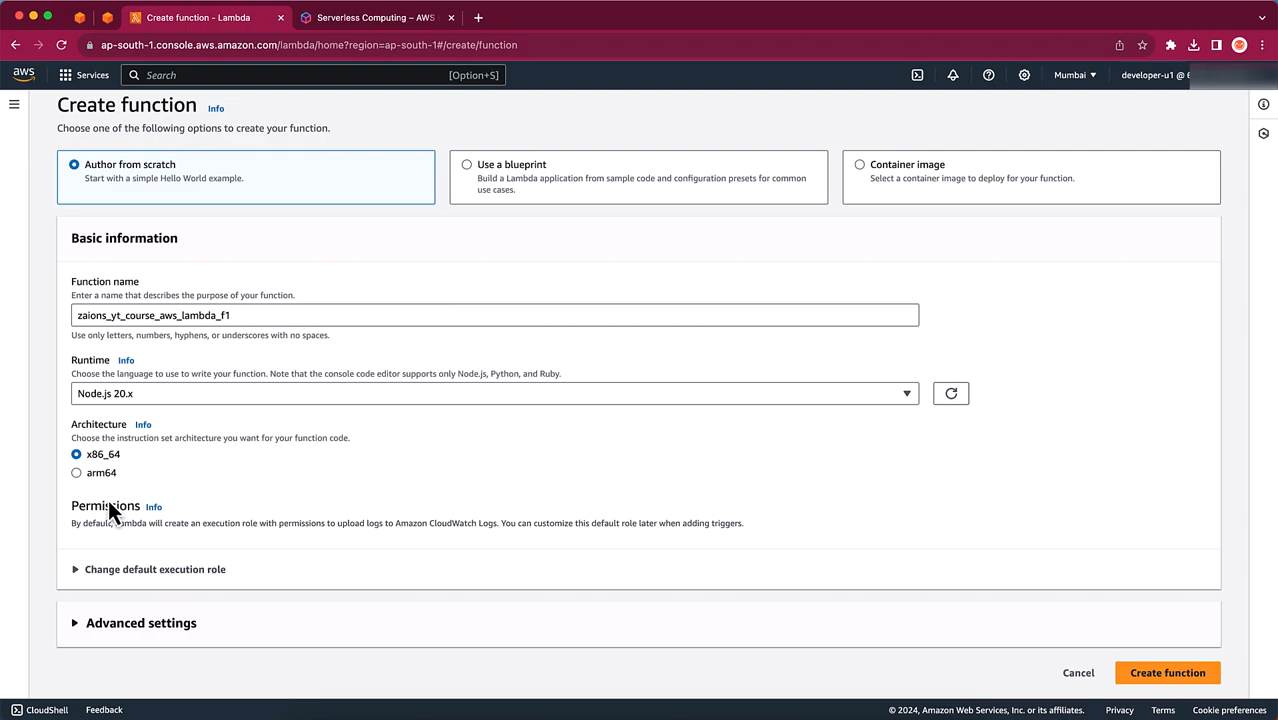 Create function - Lambda
Serverless Computing – AWS
ap-south-1.console.aws.amazon.com/lambda/home?region=ap-south-1#/create/function
aws
Services
Search
[Option+S]
Mumbai
developer-u1 @
Create function Info
Choose one of the following options to create your function.
Author from scratch
Start with a simple Hello World example.
Use a blueprint
Build a Lambda application from sample code and configuration presets for common
use cases.
Container image
Select a container image to deploy for your function.
Basic information
Function name
Enter a name that describes the purpose of your function.
zaions_yt_course_aws_lambda_f1
Use only letters, numbers, hyphens, or underscores with no spaces.
Runtime Info
Choose the language to use to write your function. Note that the console code editor supports only Node.js, Python, and Ruby.
Node.js 20.x
Architecture Info
Choose the instruction set architecture you want for your function code.
x86_64
arm64
Permissions Info
By default, Lambda will create an execution role with permissions to upload logs to Amazon CloudWatch Logs. You can customize this default role later when adding triggers.
Change default execution role
Advanced settings
Cancel
Create function
CloudShell
Feedback
© 2024, Amazon Web Services, Inc. or its affiliates.
Privacy
Terms
Cookie preferences